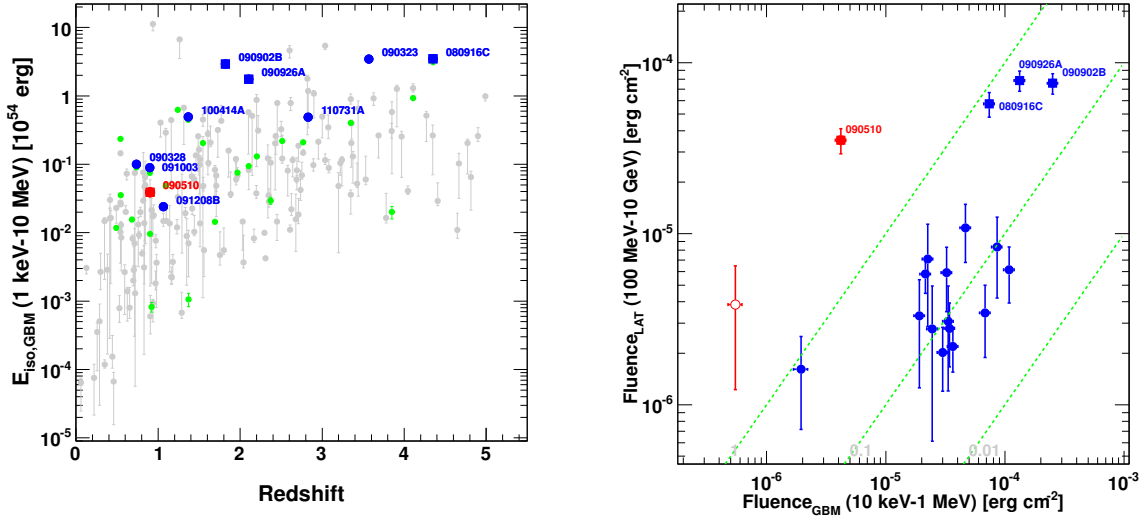 E_iso,GBM (1 keV-10 MeV) [10^54 erg]
10
1
10^-1
10^-2
10^-3
10^-4
10^-5
0 1 2 3 4 5
Redshift
090902B
090926A
090323
080916C
100414A
110731A
090328
091003
090510
091208B
Fluence_LAT (100 MeV-10 GeV) [erg cm^-2]
10^-4
10^-5
10^-6
090926A
090902B
080916C
090510
1 0.1 0.01
10^-6 10^-5 10^-4 10^-3
Fluence_GBM (10 keV-1 MeV) [erg cm^-2]